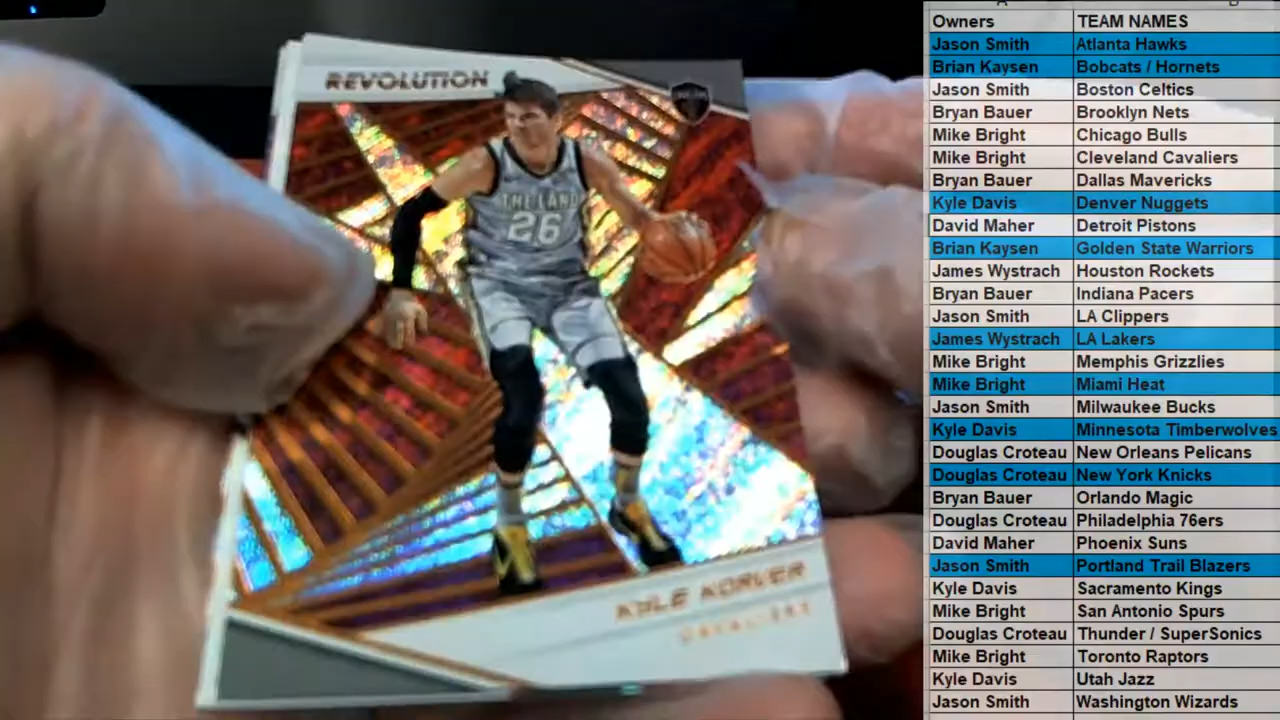 REVOLUTION
THE LAND
26
KYLE KORVER
CAVALIERS
Owners TEAM NAMES
Jason Smith Atlanta Hawks
Brian Kaysen Bobcats / Hornets
Jason Smith Boston Celtics
Bryan Bauer Brooklyn Nets
Mike Bright Chicago Bulls
Mike Bright Cleveland Cavaliers
Bryan Bauer Dallas Mavericks
Kyle Davis Denver Nuggets
David Maher Detroit Pistons
Brian Kaysen Golden State Warriors
James Wystrach Houston Rockets
Bryan Bauer Indiana Pacers
Jason Smith LA Clippers
James Wystrach LA Lakers
Mike Bright Memphis Grizzlies
Mike Bright Miami Heat
Jason Smith Milwaukee Bucks
Kyle Davis Minnesota Timberwolves
Douglas Croteau New Orleans Pelicans
Douglas Croteau New York Knicks
Bryan Bauer Orlando Magic
Douglas Croteau Philadelphia 76ers
David Maher Phoenix Suns
Jason Smith Portland Trail Blazers
Kyle Davis Sacramento Kings
Mike Bright San Antonio Spurs
Douglas Croteau Thunder / SuperSonics
Mike Bright Toronto Raptors
Kyle Davis Utah Jazz
Jason Smith Washington Wizards